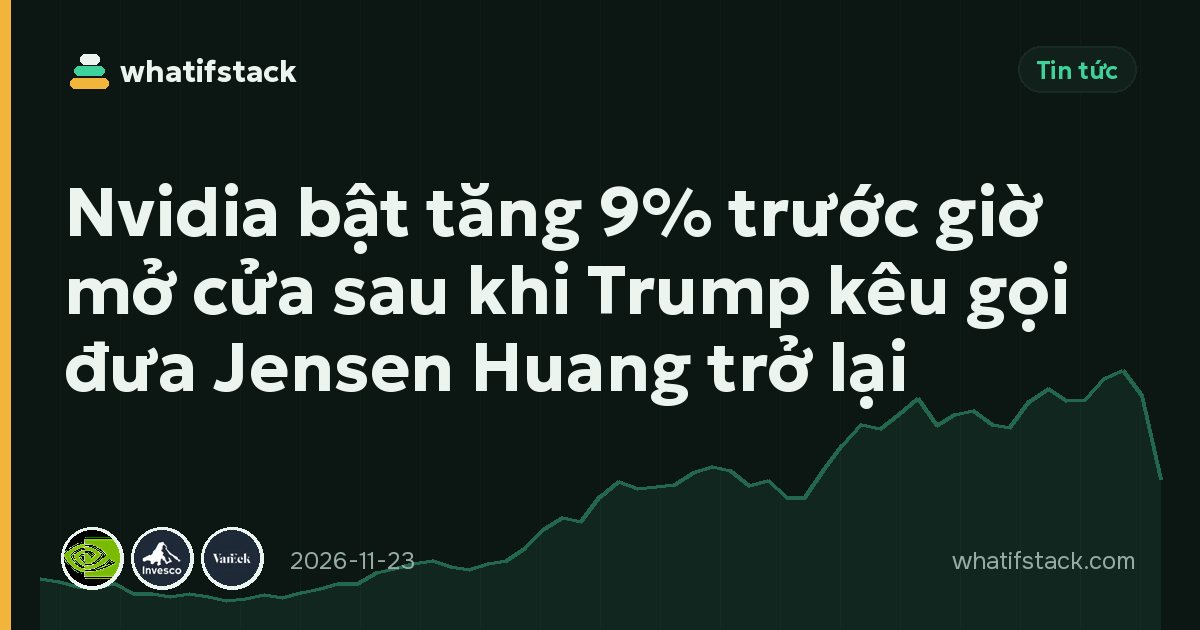 whatifstack
Tin tức
Nvidia bật tăng 9% trước giờ
mở cửa sau khi Trump kêu gọi
đưa Jensen Huang trở lại
Invesco
VanEck
2026-11-23
whatifstack.com